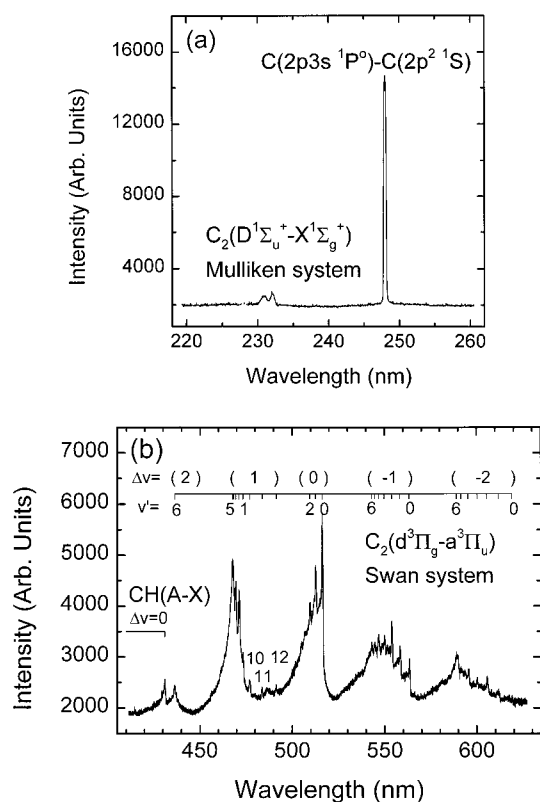 (a)
C(2p3s ¹Pᵒ)-C(2p² ¹S)
16000
14000
12000
8000
4000
Intensity (Arb. Units)
C₂(D¹Σᵤ⁺-X¹Σg⁺)
Mulliken system
220 230 240 250 260
Wavelength (nm)
(b)
7000
6000
5000
4000
3000
2000
Intensity (Arb. Units)
Δv= (2) ( 1 ) (0) ( -1 ) ( -2 )
v'= 6 5 1 2 0 6 0 6 0
C₂(d³Πg-a³Πᵤ)
Swan system
CH(A-X)
Δv=0
10 12
11
450 500 550 600
Wavelength (nm)